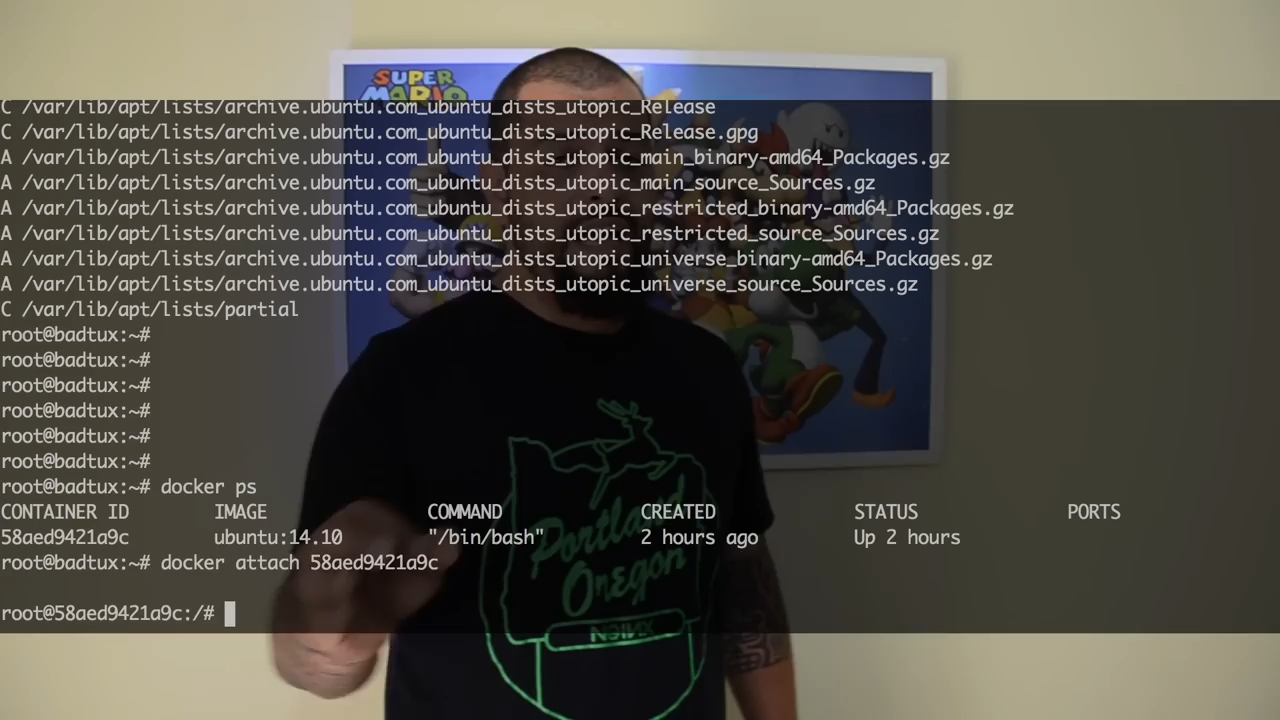 SUPER
MARIO
C /var/lib/apt/lists/archive.ubuntu.com_ubuntu_dists_utopic_Release
C /var/lib/apt/lists/archive.ubuntu.com_ubuntu_dists_utopic_Release.gpg
A /var/lib/apt/lists/archive.ubuntu.com_ubuntu_dists_utopic_main_binary-amd64_Packages.gz
A /var/lib/apt/lists/archive.ubuntu.com_ubuntu_dists_utopic_main_source_Sources.gz
A /var/lib/apt/lists/archive.ubuntu.com_ubuntu_dists_utopic_restricted_binary-amd64_Packages.gz
A /var/lib/apt/lists/archive.ubuntu.com_ubuntu_dists_utopic_restricted_source_Sources.gz
A /var/lib/apt/lists/archive.ubuntu.com_ubuntu_dists_utopic_universe_binary-amd64_Packages.gz
A /var/lib/apt/lists/archive.ubuntu.com_ubuntu_dists_utopic_universe_source_Sources.gz
C /var/lib/apt/lists/partial
root@badtux:~#
root@badtux:~#
root@badtux:~#
root@badtux:~#
root@badtux:~#
root@badtux:~#
root@badtux:~# docker ps
CONTAINER ID IMAGE COMMAND CREATED STATUS PORTS
58aed9421a9c ubuntu:14.10 "/bin/bash" 2 hours ago Up 2 hours
root@badtux:~# docker attach 58aed9421a9c
root@58aed9421a9c:/#
Portland
Oregon
NGINX